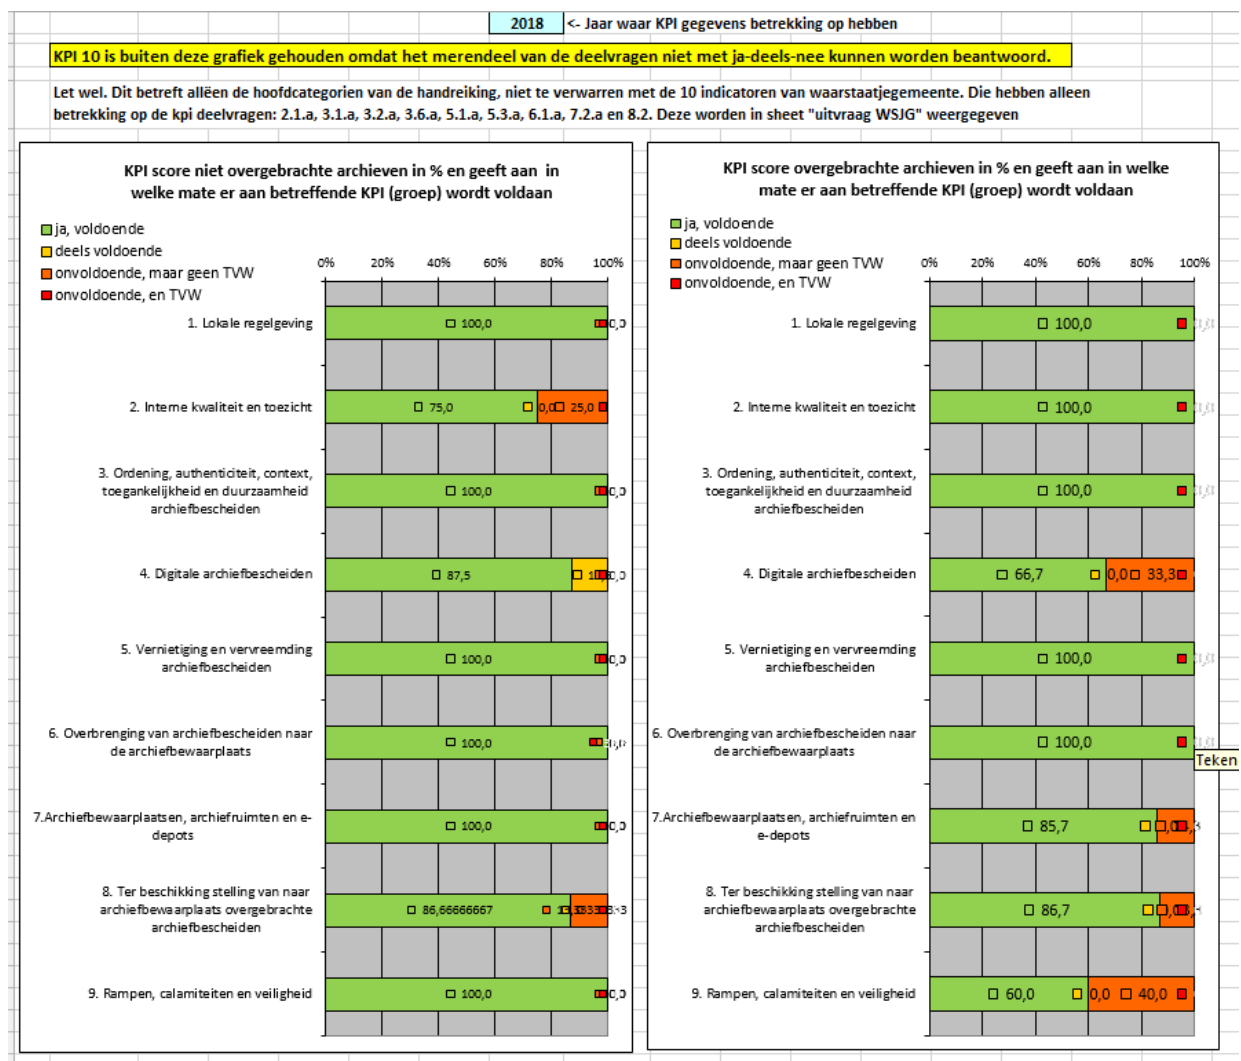 2018 <- Jaar waar KPI gegevens betrekking op hebben
KPI 10 is buiten deze grafiek gehouden omdat het merendeel van de deelvragen niet met ja-deels-nee kunnen worden beantwoord.
Let wel. Dit betreft allëen de hoofdcategorien van de handreiking, niet te verwarren met de 10 indicatoren van waarstaatjegemeente. Die hebben alleen
betrekking op de kpi deelvragen: 2.1.a, 3.1.a, 3.2.a, 3.6.a, 5.1.a, 5.3.a, 6.1.a, 7.2.a en 8.2. Deze worden in sheet "uitvraag WSJG" weergegeven
KPI score niet overgebrachte archieven in % en geeft aan in
welke mate er aan betreffende KPI (groep) wordt voldaan
ja, voldoende
deels voldoende
onvoldoende, maar geen TVW
onvoldoende, en TVW
0% 20% 40% 60% 80% 100%
1. Lokale regelgeving
100,0
2. Interne kwaliteit en toezicht
75,0 0,0 25,0
3. Ordening, authenticiteit, context,
toegankelijkheid en duurzaamheid
archiefbescheiden
100,0
4. Digitale archiefbescheiden
87,5
5. Vernietiging en vervreemding
archiefbescheiden
100,0
6. Overbrenging van archiefbescheiden naar
de archiefbewaarplaats
100,0
7.Archiefbewaarplaatsen, archiefruimten en e-
depots
100,0
8. Ter beschikking stelling van naar
archiefbewaarplaats overgebrachte
archiefbescheiden
86,66666667
9. Rampen, calamiteiten en veiligheid
100,0
KPI score overgebrachte archieven in % en geeft aan in welke
mate er aan betreffende KPI (groep) wordt voldaan
ja, voldoende
deels voldoende
onvoldoende, maar geen TVW
onvoldoende, en TVW
0% 20% 40% 60% 80% 100%
1. Lokale regelgeving
100,0
2. Interne kwaliteit en toezicht
100,0
3. Ordening, authenticiteit, context,
toegankelijkheid en duurzaamheid
archiefbescheiden
100,0
4. Digitale archiefbescheiden
66,7 0,0 33,3
5. Vernietiging en vervreemding
archiefbescheiden
100,0
6. Overbrenging van archiefbescheiden naar
de archiefbewaarplaats
100,0
Teken
7.Archiefbewaarplaatsen, archiefruimten en
e-depots
85,7
8. Ter beschikking stelling van naar
archiefbewaarplaats overgebrachte
archiefbescheiden
86,7
9. Rampen, calamiteiten en veiligheid
60,0 0,0 40,0